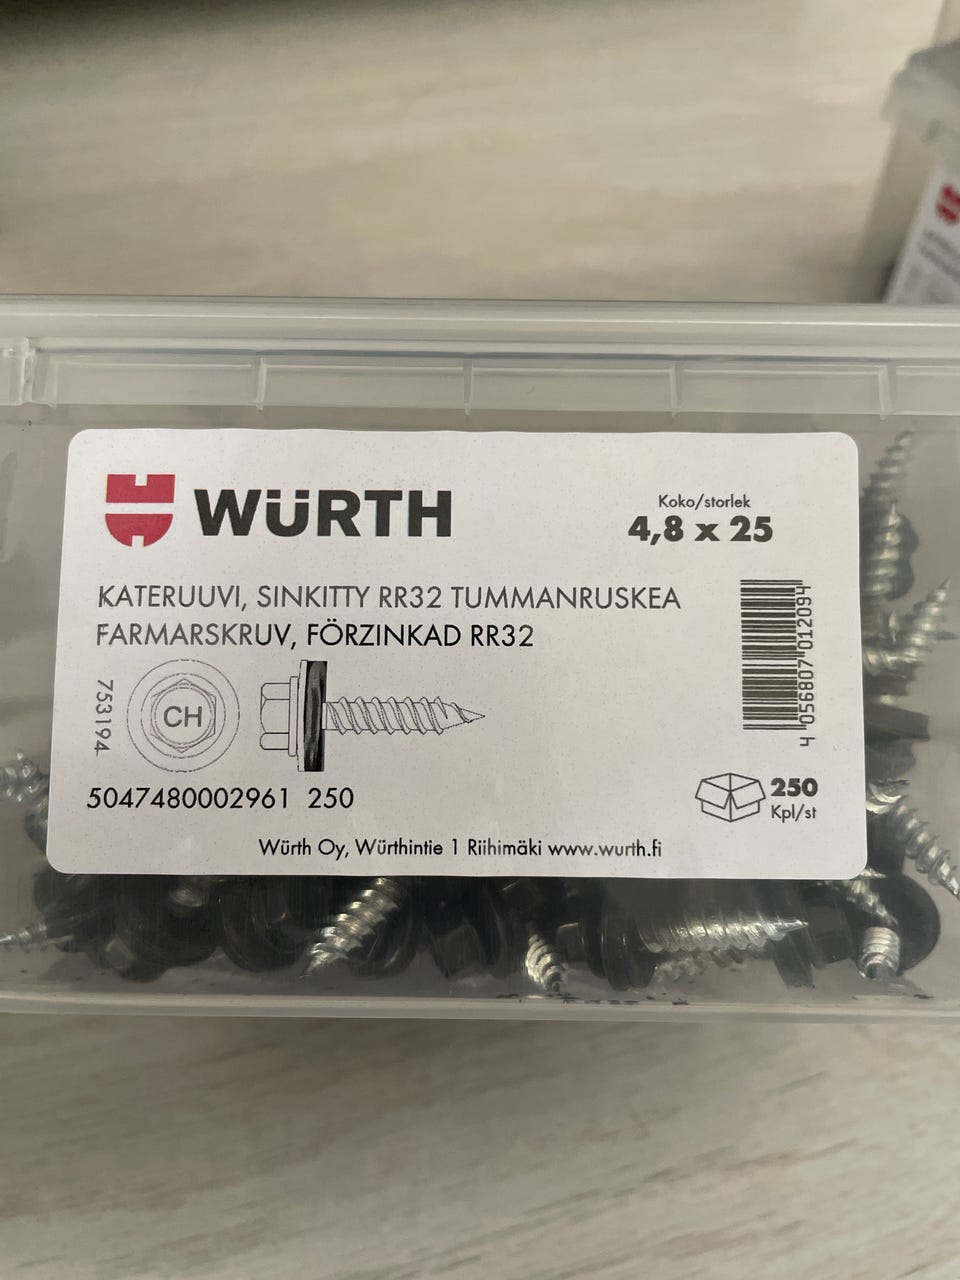 WÜRTH
Koko/storlek
4,8 x 25
KATERUUVI, SINKITTY RR32 TUMMANRUSKEA
FARMARSKRUV, FÖRZINKAD RR32
753194
CH
4 056807 012094
5047480002961 250
250
Kpl/st
Würth Oy, Würthintie 1 Riihimäki www.wurth.fi